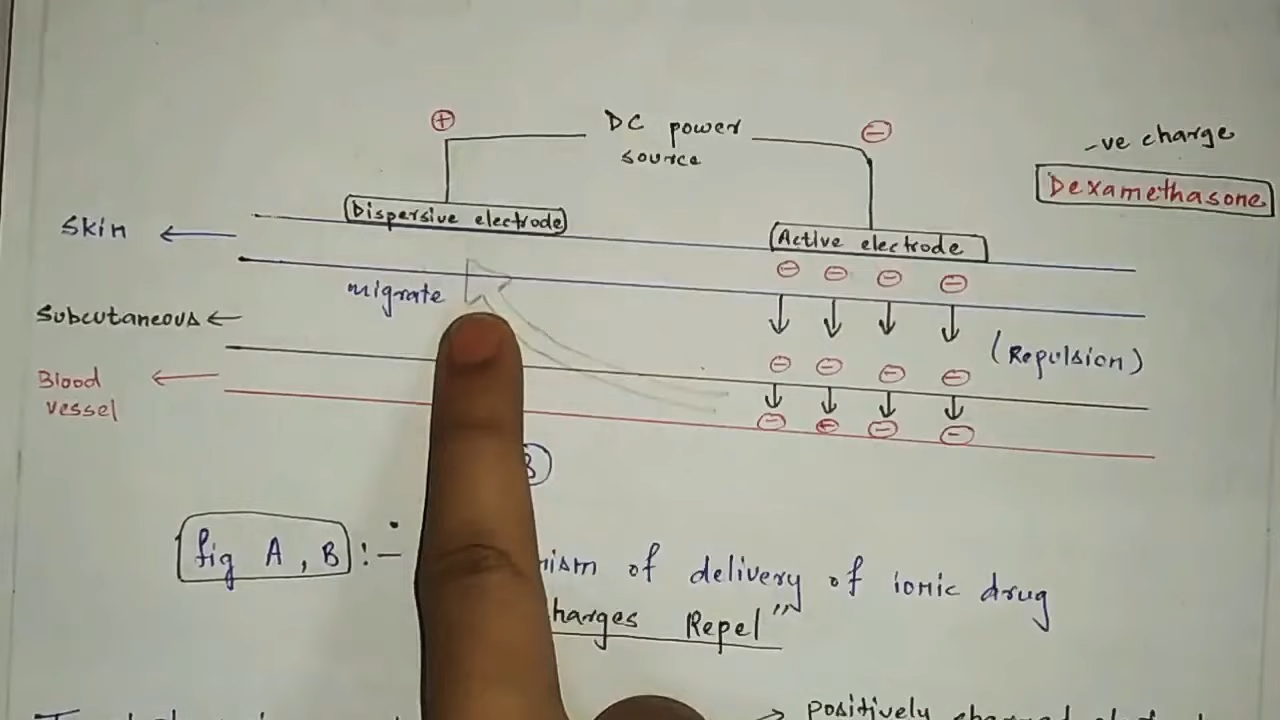 ⊕ DC power ⊖
source
-ve charge
Dexamethasone
Dispersive electrode
Active electrode
Skin
⊖ ⊖ ⊖ ⊖
migrate
Subcutaneous
(Repulsion)
⊖ ⊖ ⊖ ⊖
Blood
vessel
⊖ ⊖ ⊖ ⊖
fig A, B :-
of delivery of ionic drug
Repel"
positively charged